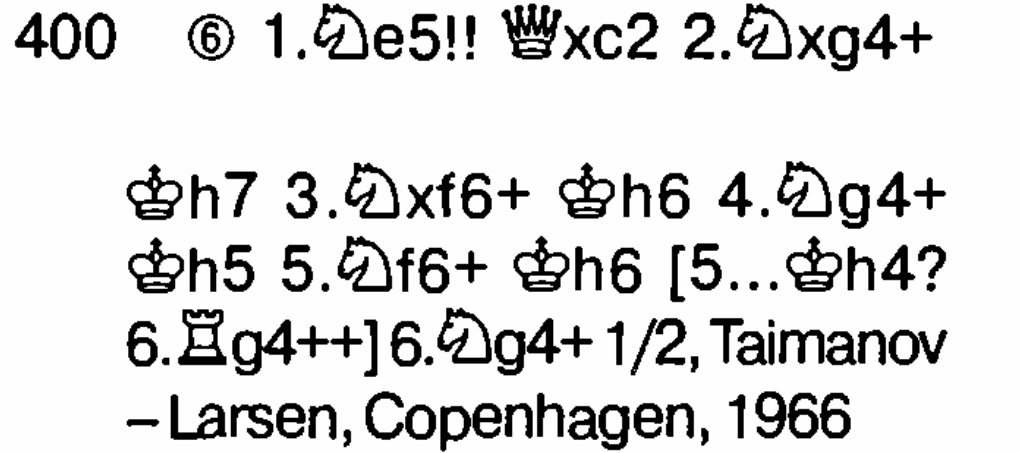 400 ⑥ 1.♘e5!! ♛xc2 2.♘xg4+
♚h7 3.♘xf6+ ♚h6 4.♘g4+
♚h5 5.♘f6+ ♚h6 [5...♚h4?
6.♖g4++] 6.♘g4+ 1/2, Taimanov
– Larsen, Copenhagen, 1966